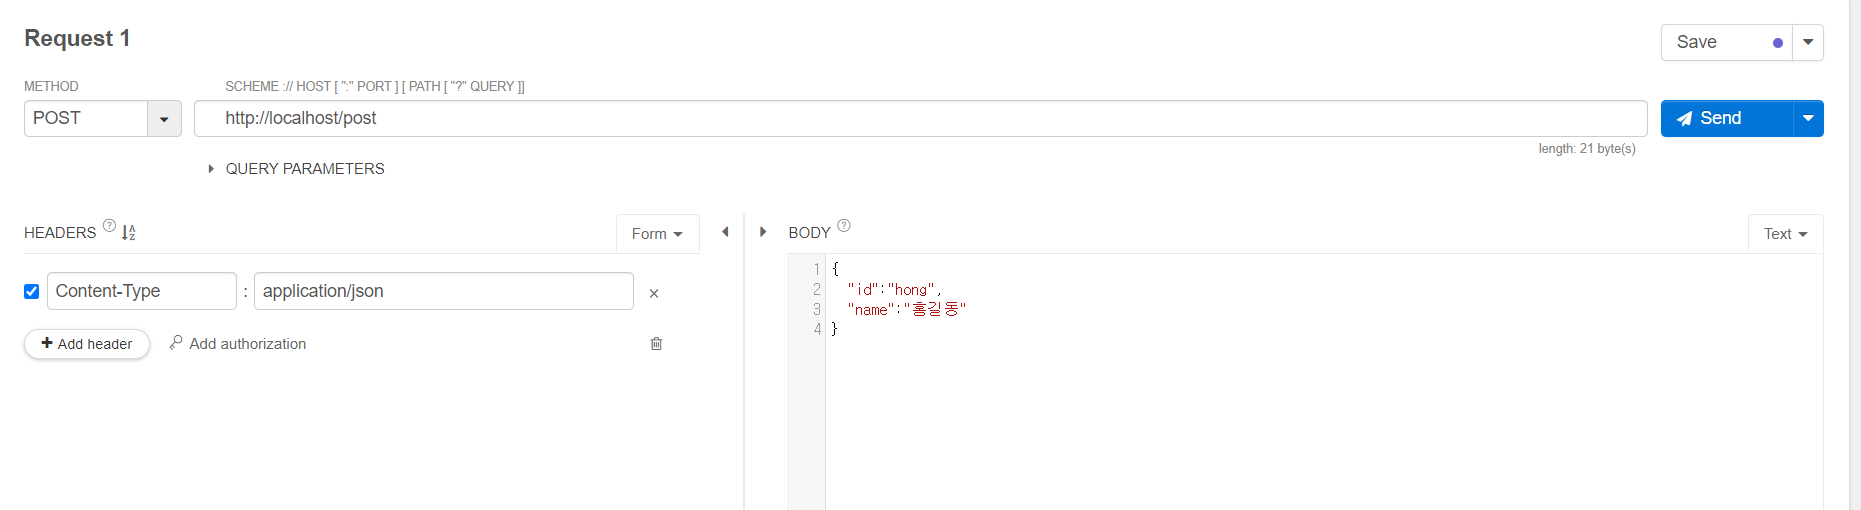 Request 1
Save
METHOD
SCHEME :// HOST [ ":" PORT ] [ PATH [ "?" QUERY ]]
POST
http://localhost/post
Send
length: 21 byte(s)
QUERY PARAMETERS
HEADERS ? A Z
Form
BODY ?
Text
Content-Type : application/json ×
+ Add header
Add authorization
1 {
2 "id":"hong",
3 "name":"홍길동"
4 }